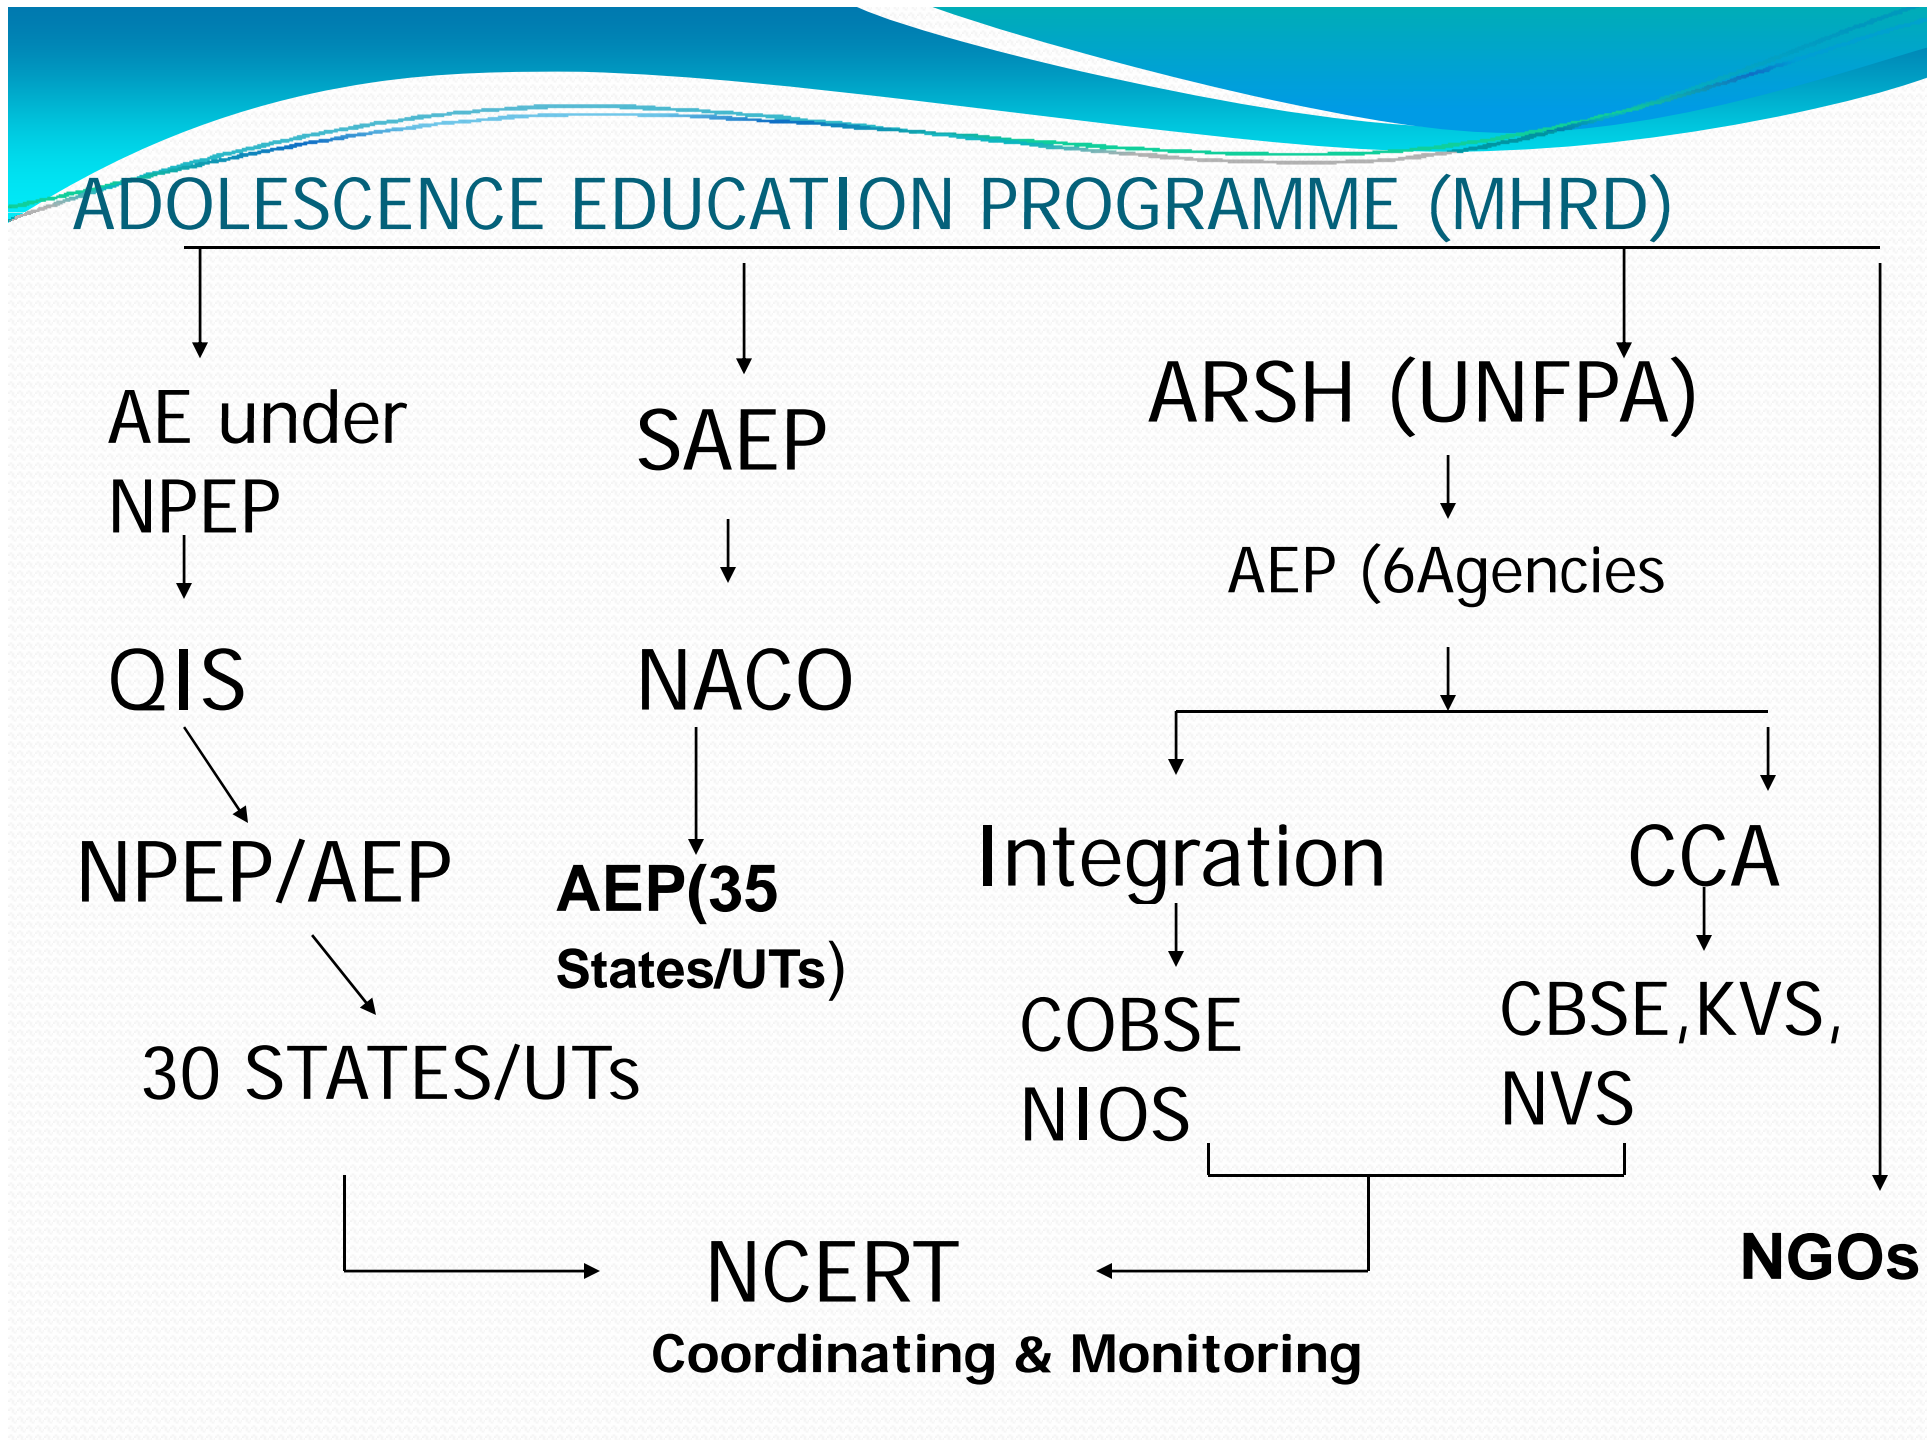 ADOLESCENCE EDUCATION PROGRAMME (MHRD)
AE under
NPEP
QIS
NPEP/AEP
30 STATES/UTs
SAEP
NACO
AEP(35
States/UTs)
ARSH (UNFPA)
AEP (6Agencies
Integration
COBSE
NIOS
CCA
CBSE,KVS,
NVS
NGOs
NCERT
Coordinating & Monitoring